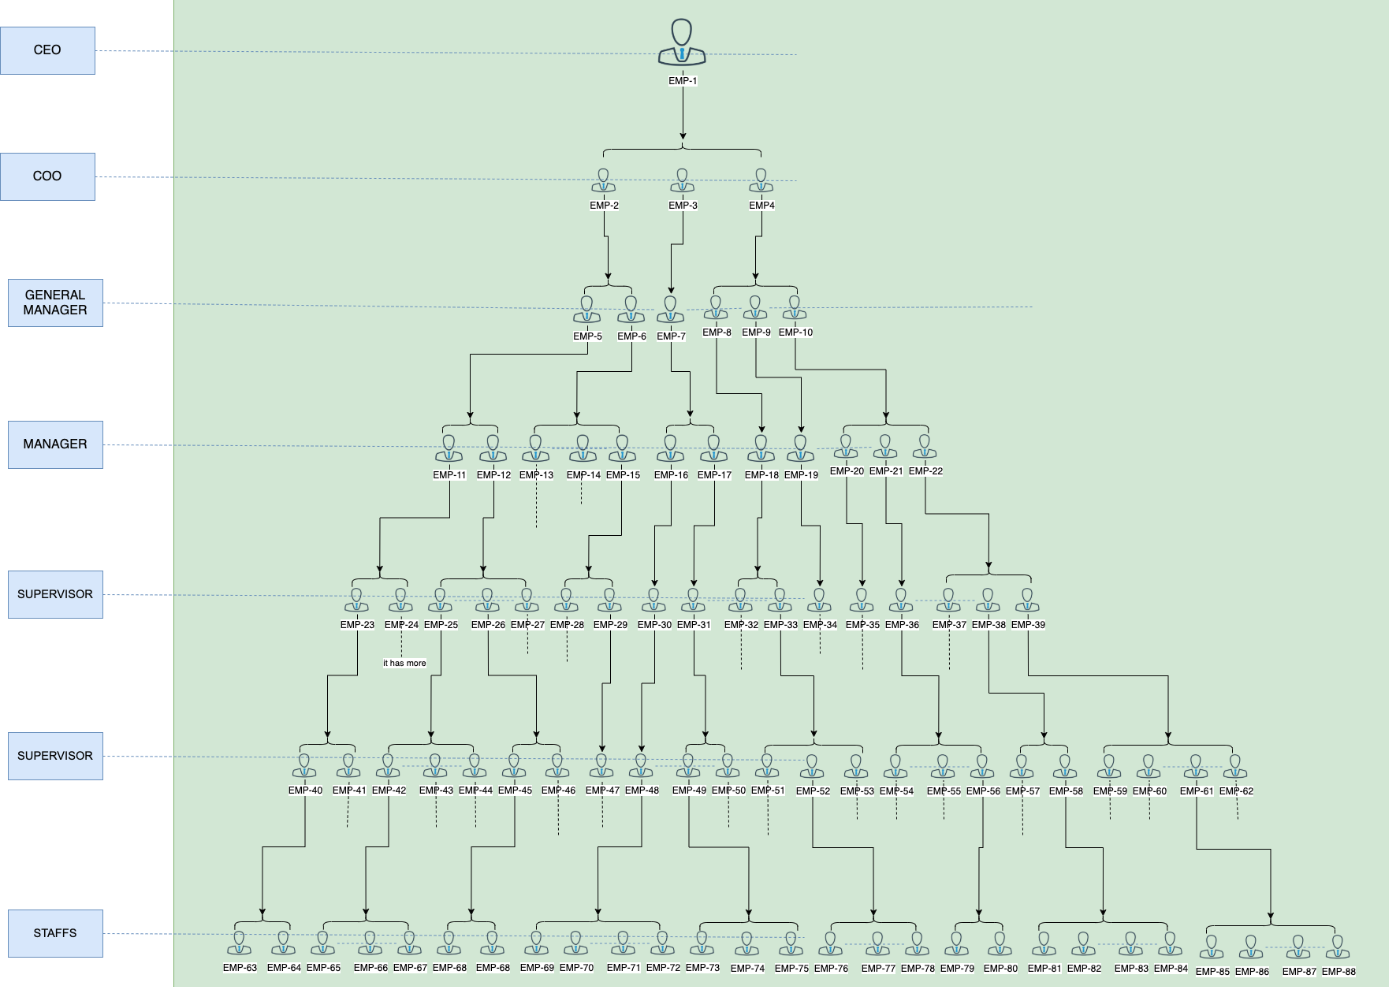 CEO
EMP-1
COO
EMP-2 EMP-3 EMP4
GENERAL
MANAGER
EMP-5 EMP-6 EMP-7 EMP-8 EMP-9 EMP-10
MANAGER
EMP-11 EMP-12 EMP-13 EMP-14 EMP-15 EMP-16 EMP-17 EMP-18 EMP-19 EMP-20 EMP-21 EMP-22
SUPERVISOR
EMP-23 EMP-24 EMP-25 EMP-26 EMP-27 EMP-28 EMP-29 EMP-30 EMP-31 EMP-32 EMP-33 EMP-34 EMP-35 EMP-36 EMP-37 EMP-38 EMP-39
it has more
SUPERVISOR
EMP-40 EMP-41 EMP-42 EMP-43 EMP-44 EMP-45 EMP-46 EMP-47 EMP-48 EMP-49 EMP-50 EMP-51 EMP-52 EMP-53 EMP-54 EMP-55 EMP-56 EMP-57 EMP-58 EMP-59 EMP-60 EMP-61 EMP-62
STAFFS
EMP-63 EMP-64 EMP-65 EMP-66 EMP-67 EMP-68 EMP-68 EMP-69 EMP-70 EMP-71 EMP-72 EMP-73 EMP-74 EMP-75 EMP-76 EMP-77 EMP-78 EMP-79 EMP-80 EMP-81 EMP-82 EMP-83 EMP-84 EMP-85 EMP-86 EMP-87 EMP-88